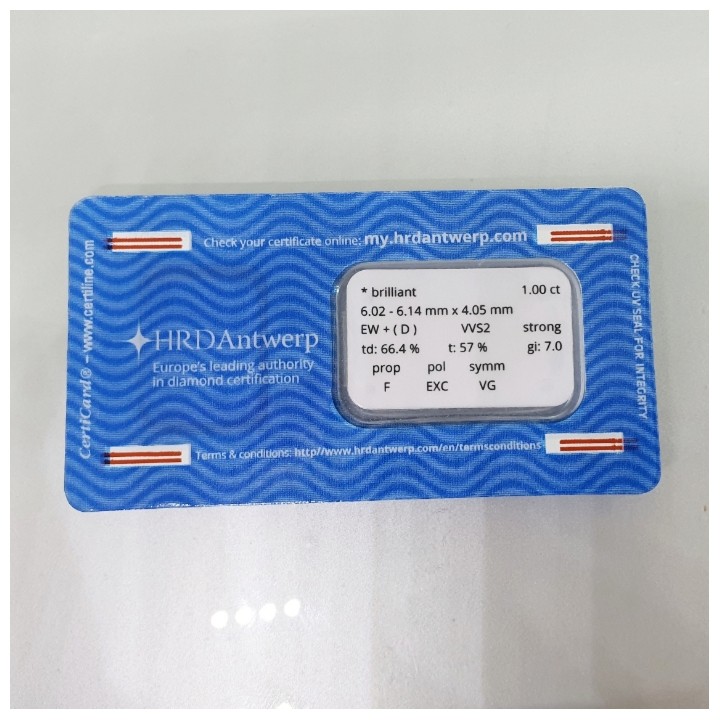 Check your certificate online: my.hrdantwerp.com
HRDAntwerp
Europe's leading authority
in diamond certification
* brilliant 1.00 ct
6.02 - 6.14 mm x 4.05 mm
EW + ( D ) VVS2 strong
td: 66.4 % t: 57 % gi: 7.0
prop pol symm
F EXC VG
Terms & conditions: http//www.hrdantwerp.com/en/termsconditions
CertiCard® – www.certiline.com
CHECK UV SEAL FOR INTEGRITY